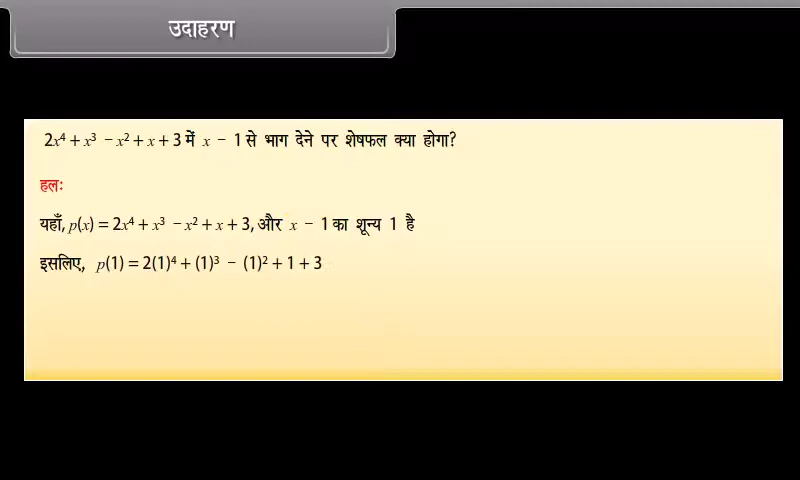 उदाहरण
2x⁴ + x³ − x² + x + 3 में x − 1 से भाग देने पर शेषफल क्या होगा?
हलः
यहाँ, p(x) = 2x⁴ + x³ − x² + x + 3, और x − 1 का शून्य 1 है
इसलिए, p(1) = 2(1)⁴ + (1)³ − (1)² + 1 + 3